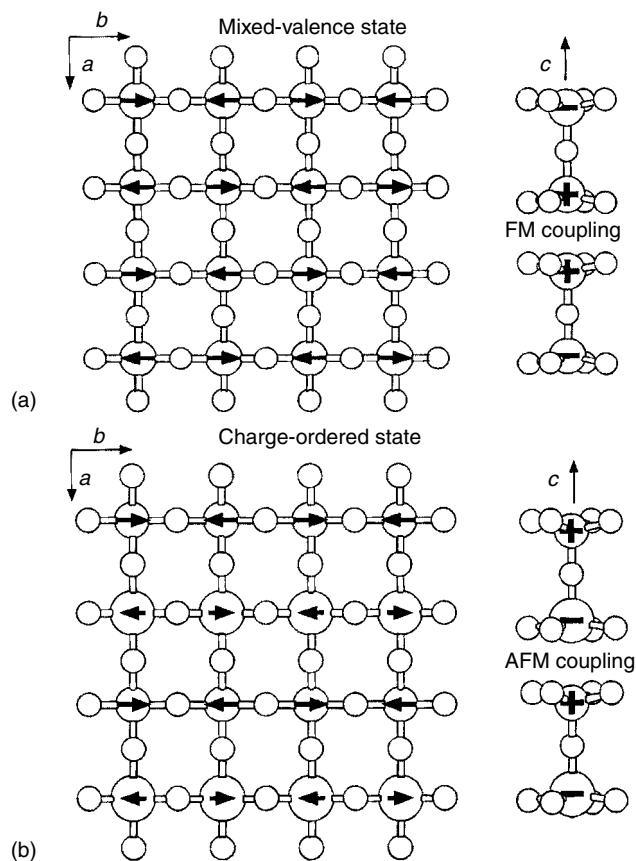 Mixed-valence state
b
a
c
FM coupling
(a)
Charge-ordered state
b
a
c
AFM coupling
(b)